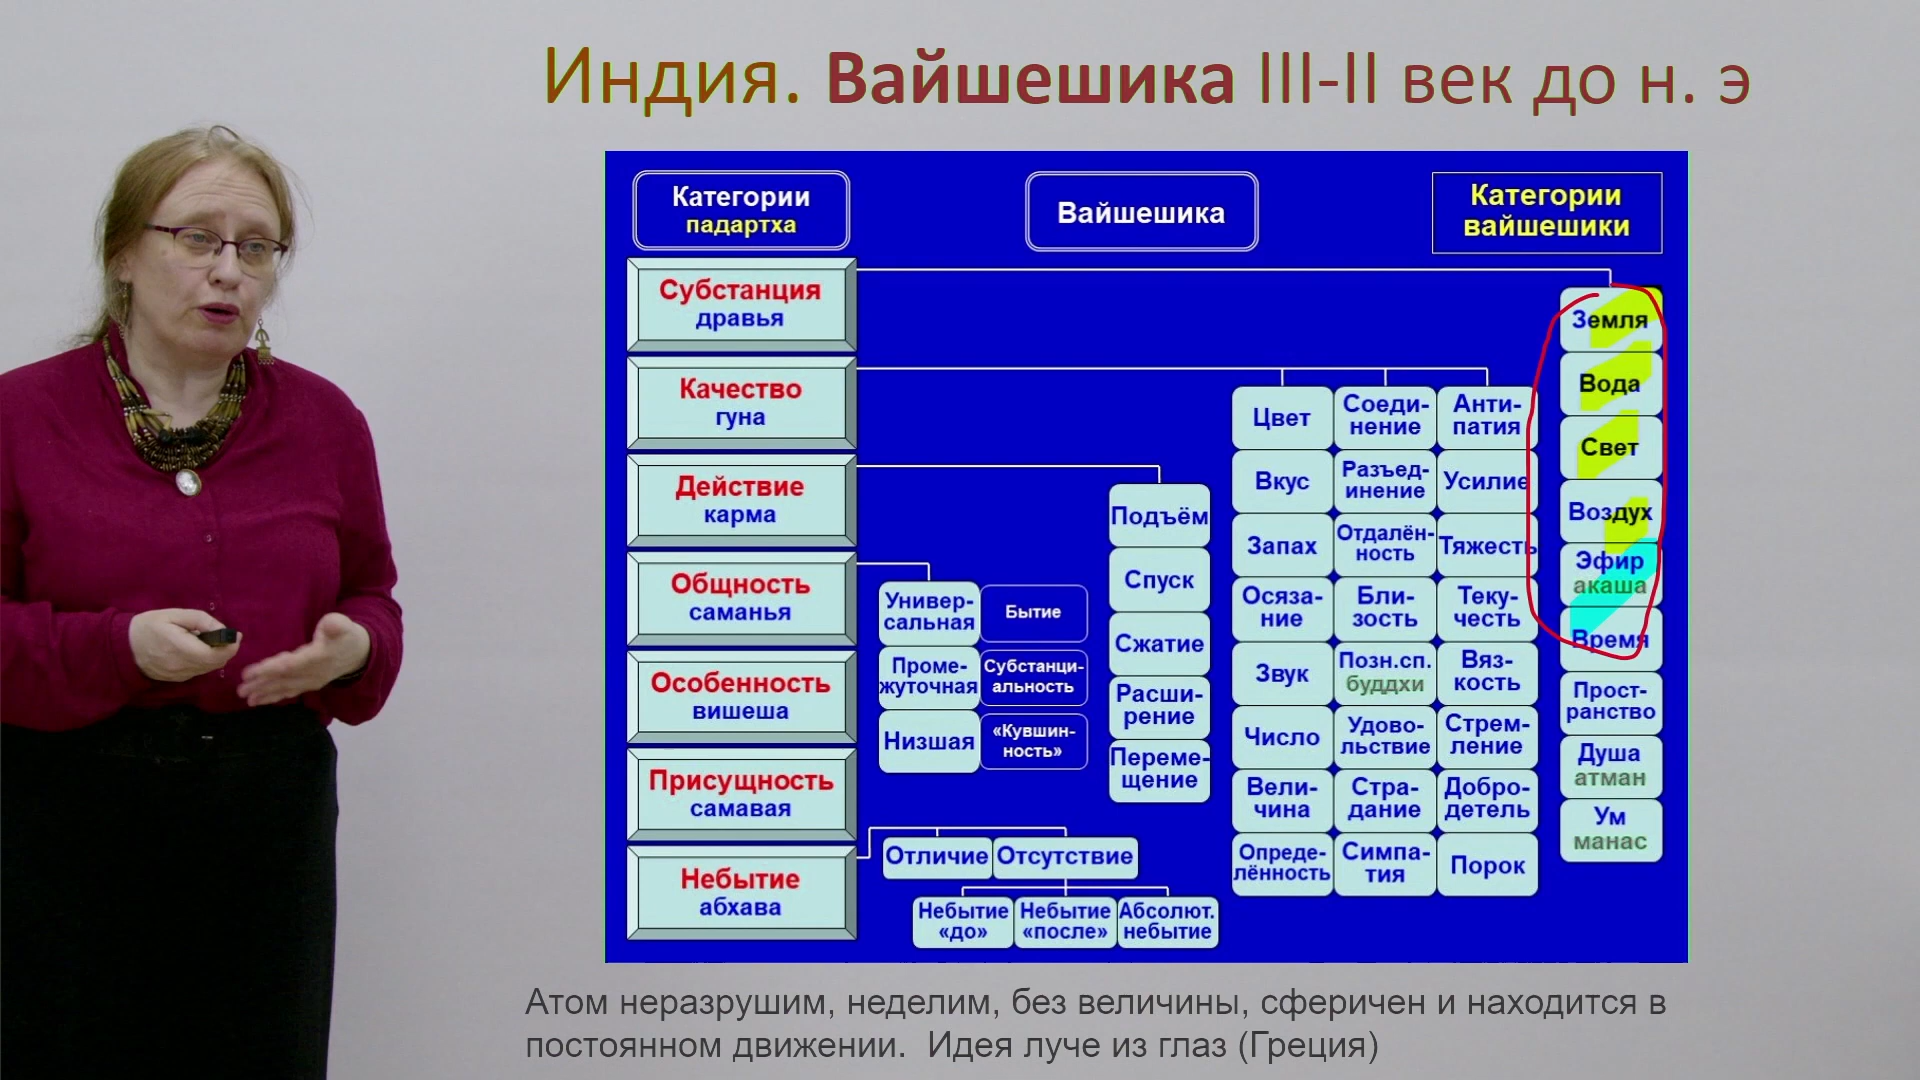 Индия. Вайшешика III-II век до н. э
Категории
падартха
Вайшешика
Категории
вайшешики
Субстанция
дравья
Качество
гуна
Действие
карма
Общность
саманья
Особенность
вишеша
Присущность
самавая
Небытие
абхава
Универ-
сальная
Бытие
Проме-
жуточная
Субстанци-
альность
Низшая
«Кувшин-
ность»
Отличие
Отсутствие
Небытие
«до»
Небытие
«после»
Абсолют.
небытие
Подъём
Спуск
Сжатие
Расши-
рение
Переме-
щение
Цвет
Вкус
Запах
Осяза-
ние
Звук
Число
Вели-
чина
Опреде-
лённость
Соеди-
нение
Разъед-
инение
Отдалён-
ность
Бли-
зость
Позн.сп.
буддхи
Удово-
льствие
Стра-
дание
Симпа-
тия
Анти-
патия
Усилие
Тяжесть
Теку-
честь
Вяз-
кость
Стрем-
ление
Добро-
детель
Порок
Земля
Вода
Свет
Воздух
Эфир
акаша
Время
Прост-
ранство
Душа
атман
Ум
манас
Атом неразрушим, неделим, без величины, сферичен и находится в
постоянном движении.  Идея луче из глаз (Греция)